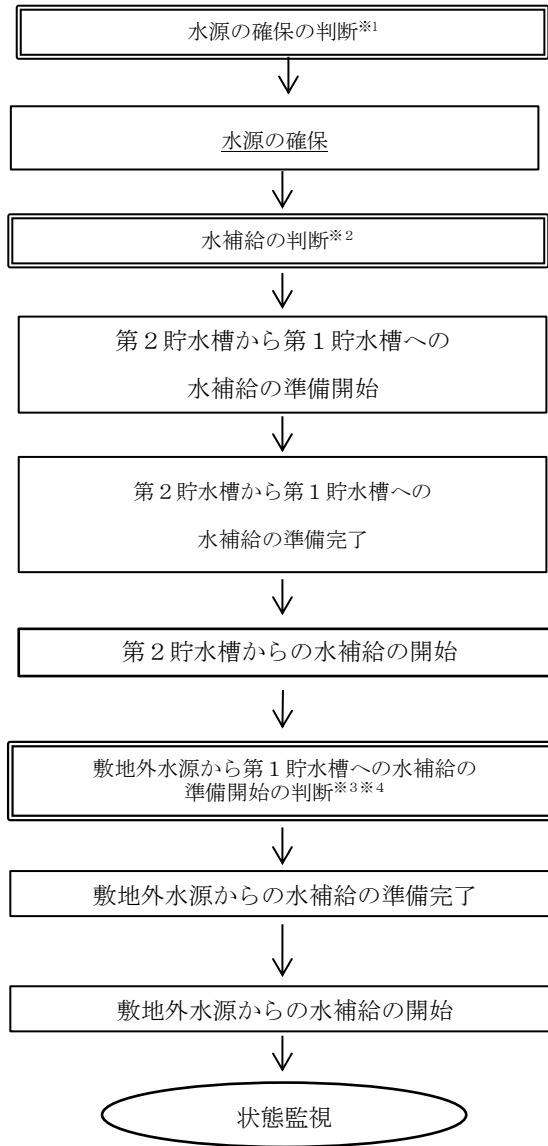 水源の確保の判断※1
水源の確保
水補給の判断※２
第２貯水槽から第１貯水槽への
水補給の準備開始
第２貯水槽から第１貯水槽への
水補給の準備完了
第２貯水槽からの水補給の開始
敷地外水源から第１貯水槽への水補給の
準備開始の判断※３※４
敷地外水源からの水補給の準備完了
敷地外水源からの水補給の開始
状態監視